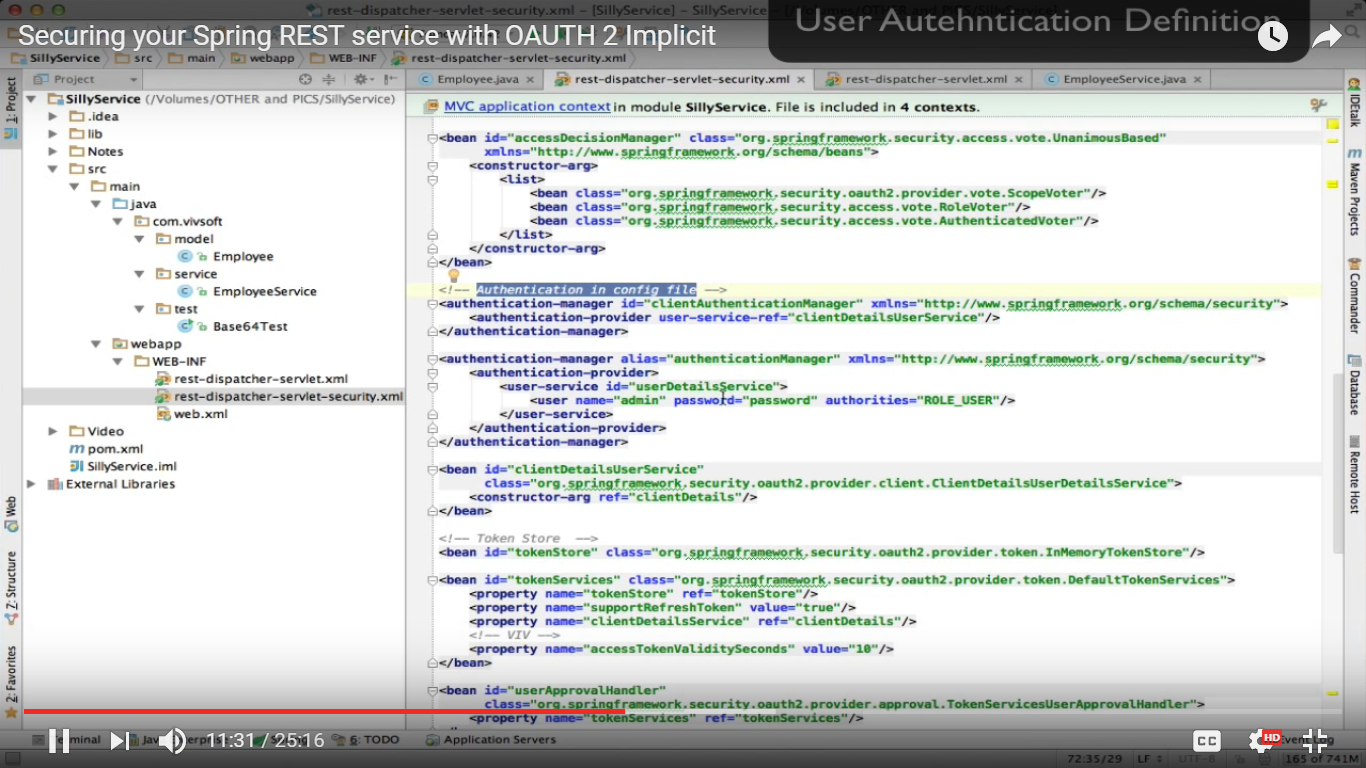 rest-dispatcher-servlet-security.xml – [SillyService] – SillyService
User Autehntication Definition
Securing your Spring REST service with OAUTH 2 Implicit
SillyService src main webapp WEB-INF rest-dispatcher-servlet-security.xml
Project
Employee.java × rest-dispatcher-servlet-security.xml × rest-dispatcher-servlet.xml × EmployeeService.java ×
MVC application context in module SillyService. File is included in 4 contexts.
1: Project
SillyService (/Volumes/OTHER and PICS/SillyService)
.idea
lib
Notes
src
main
java
com.vivsoft
model
Employee
service
EmployeeService
test
Base64Test
webapp
WEB-INF
rest-dispatcher-servlet.xml
rest-dispatcher-servlet-security.xml
web.xml
Video
pom.xml
SillyService.iml
External Libraries
Web
Z: Structure
2: Favorites
<bean id="accessDecisionManager" class="org.springframework.security.access.vote.UnanimousBased"
xmlns="http://www.springframework.org/schema/beans">
<constructor-arg>
<list>
<bean class="org.springframework.security.oauth2.provider.vote.ScopeVoter"/>
<bean class="org.springframework.security.access.vote.RoleVoter"/>
<bean class="org.springframework.security.access.vote.AuthenticatedVoter"/>
</list>
</constructor-arg>
</bean>
<!-- Authentication in config file -->
<authentication-manager id="clientAuthenticationManager" xmlns="http://www.springframework.org/schema/security">
<authentication-provider user-service-ref="clientDetailsUserService"/>
</authentication-manager>
<authentication-manager alias="authenticationManager" xmlns="http://www.springframework.org/schema/security">
<authentication-provider>
<user-service id="userDetailsService">
<user name="admin" password="password" authorities="ROLE_USER"/>
</user-service>
</authentication-provider>
</authentication-manager>
<bean id="clientDetailsUserService"
class="org.springframework.security.oauth2.provider.client.ClientDetailsUserDetailsService">
<constructor-arg ref="clientDetails"/>
</bean>
<!-- Token Store -->
<bean id="tokenStore" class="org.springframework.security.oauth2.provider.token.InMemoryTokenStore"/>
<bean id="tokenServices" class="org.springframework.security.oauth2.provider.token.DefaultTokenServices">
<property name="tokenStore" ref="tokenStore"/>
<property name="supportRefreshToken" value="true"/>
<property name="clientDetailsService" ref="clientDetails"/>
<!-- VIV -->
<property name="accessTokenValiditySeconds" value="10"/>
</bean>
<bean id="userApprovalHandler"
class="org.springframework.security.oauth2.provider.approval.TokenServicesUserApprovalHandler">
<property name="tokenServices" ref="tokenServices"/>
IDEtalk
Maven Projects
Commander
Database
Remote Host
6: TODO
Application Servers
Event Log
11:31 / 25:16
CC
HD
72:35/29 LF UTF-8 165 of 741M